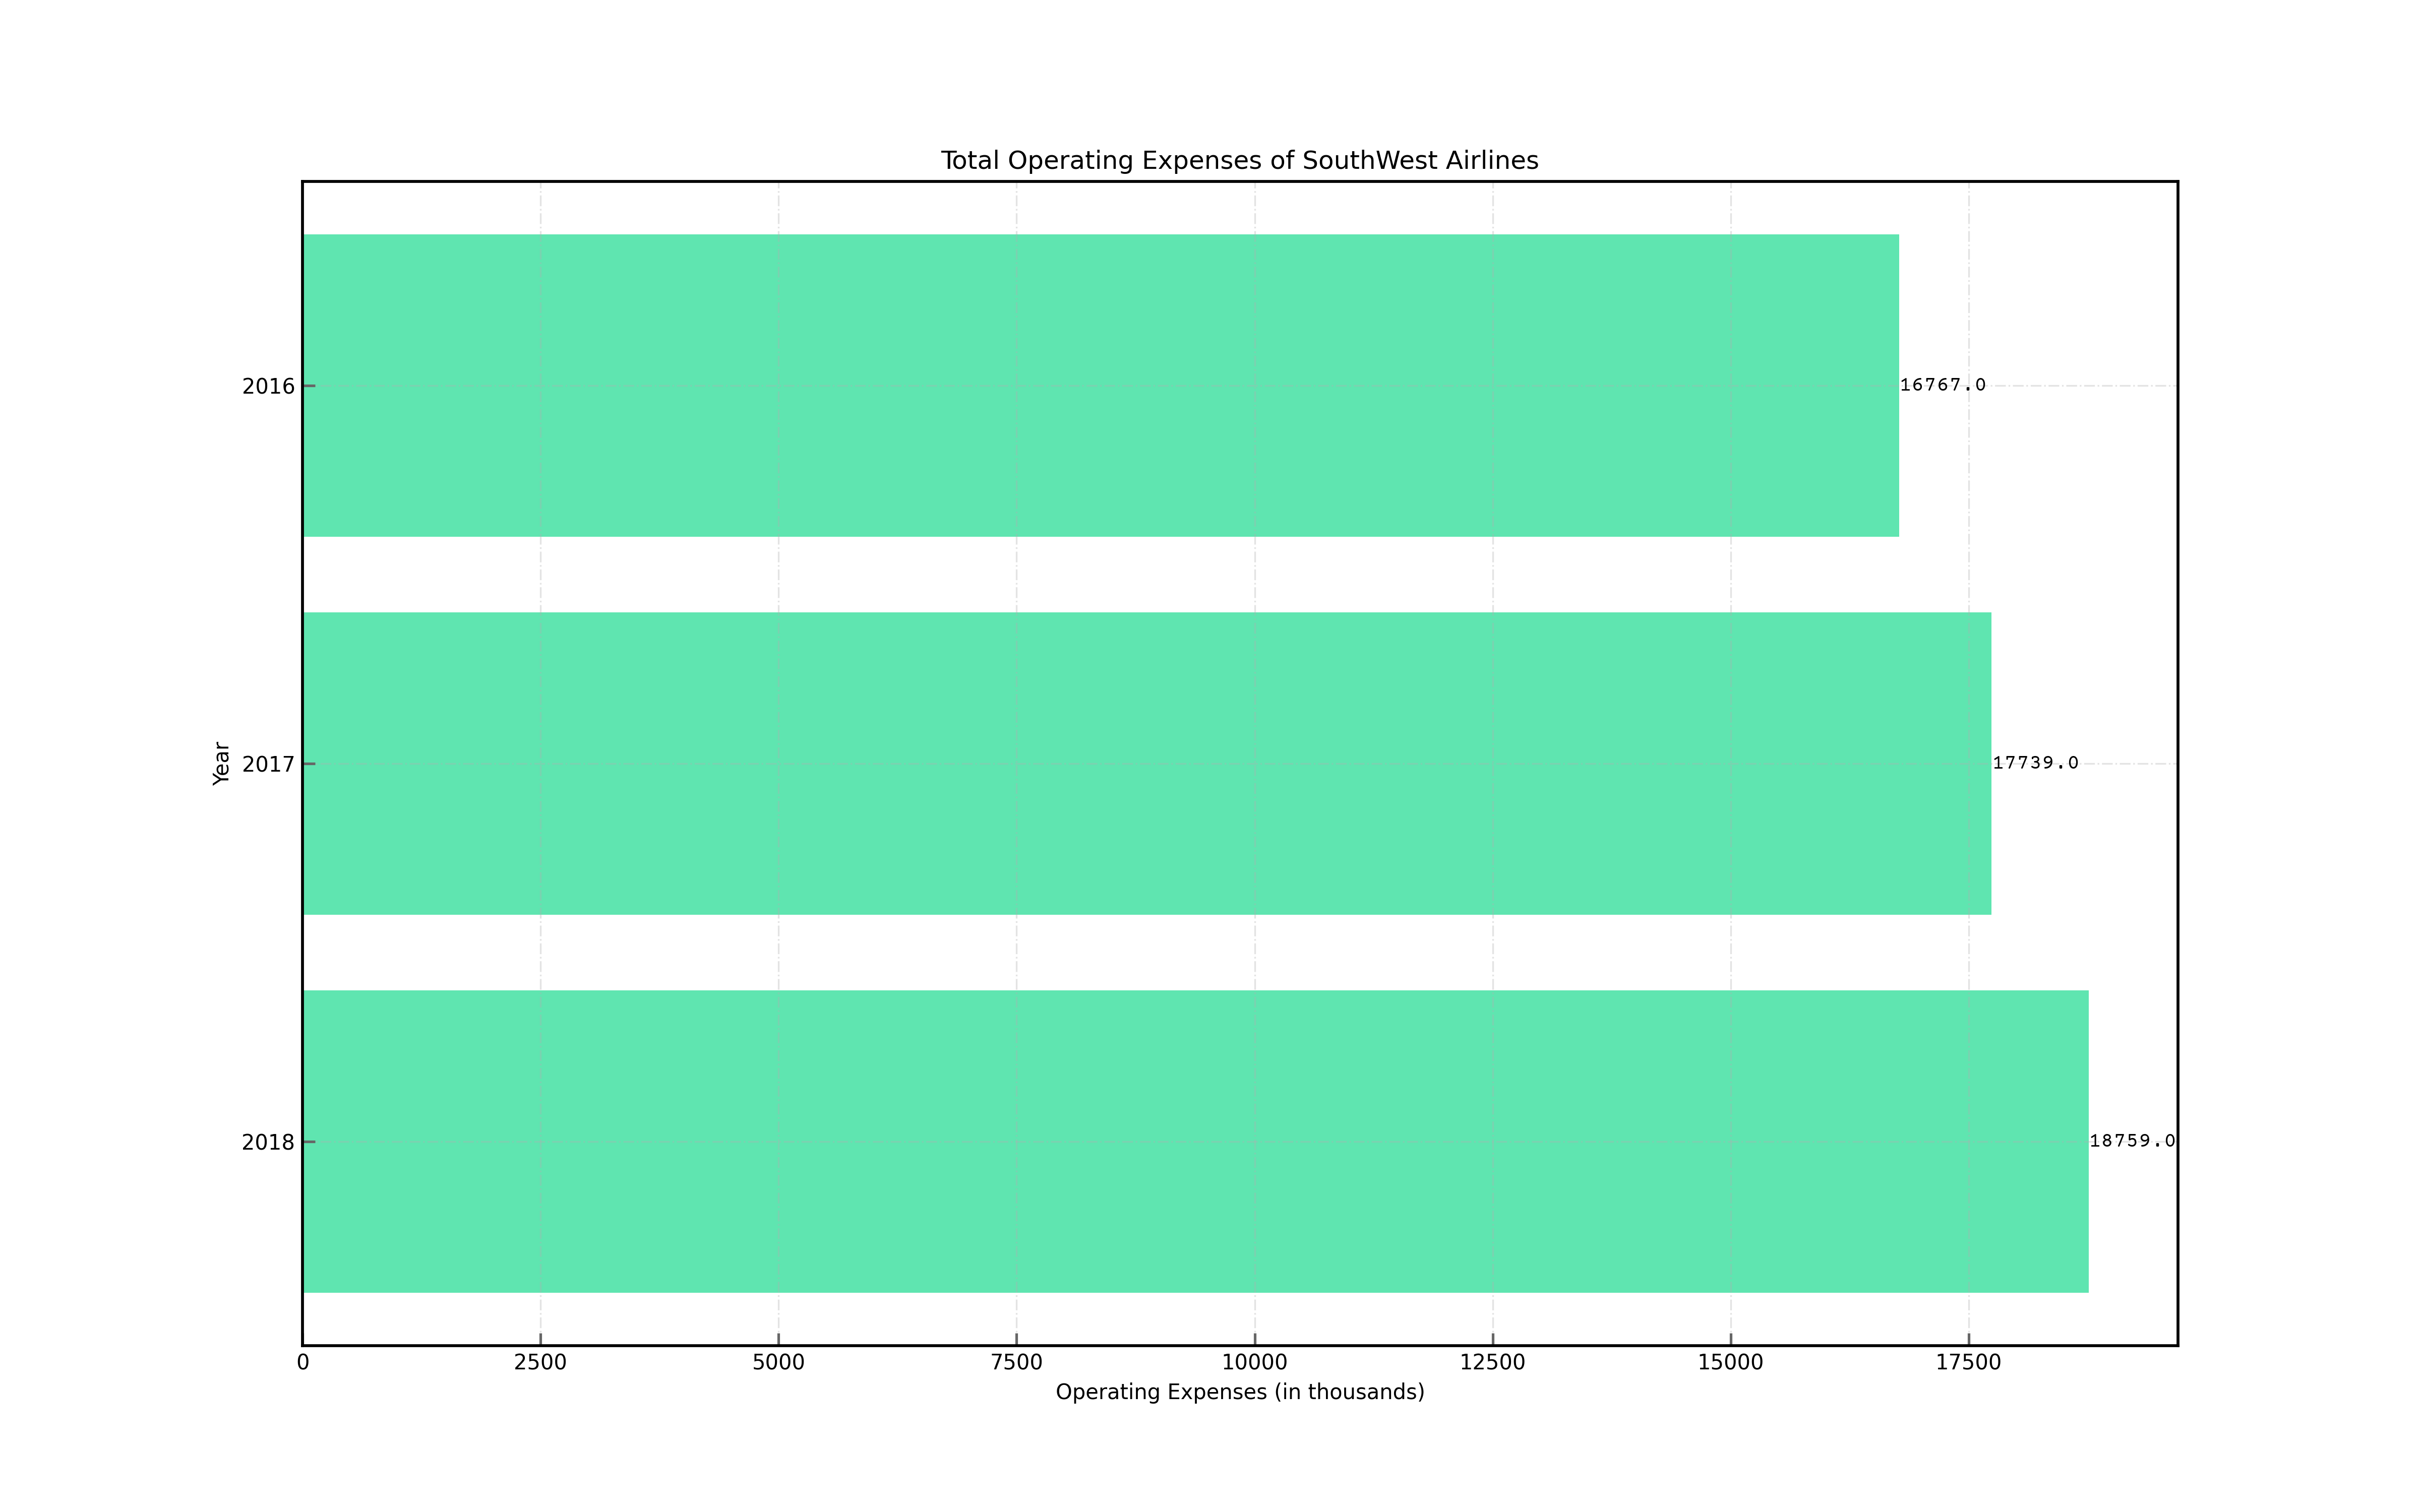 Total Operating Expenses of SouthWest Airlines
2016
16767.0
Year
2017
17739.0
2018
18759.0
0 2500 5000 7500 10000 12500 15000 17500
Operating Expenses (in thousands)